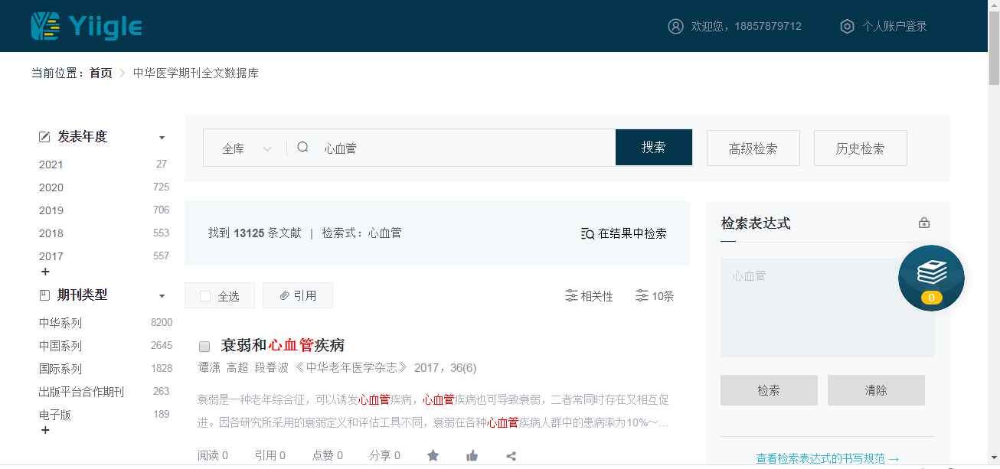 Yiigle
欢迎您，18857879712
个人账户登录
当前位置：首页 > 中华医学期刊全文数据库
发表年度
2021 27
2020 725
2019 706
2018 553
2017 557
+
期刊类型
中华系列 8200
中国系列 2645
国际系列 1828
出版平台合作期刊 263
电子版 189
+
全库 心血管 搜索 高级检索 历史检索
找到 13125 条文献 | 检索式：心血管 在结果中检索
全选 引用 相关性 10条
衰弱和心血管疾病
谭潇 高超 段春波 《中华老年医学杂志》 2017，36(6)
衰弱是一种老年综合征，可以诱发心血管疾病，心血管疾病也可导致衰弱，二者常同时存在又相互促
进。因各研究所采用的衰弱定义和评估工具不同，衰弱在各种心血管疾病人群中的患病率为10%～...
阅读 0 引用 0 点赞 0 分享 0
检索表达式
心血管
0
检索 清除
查看检索表达式的书写规范 →